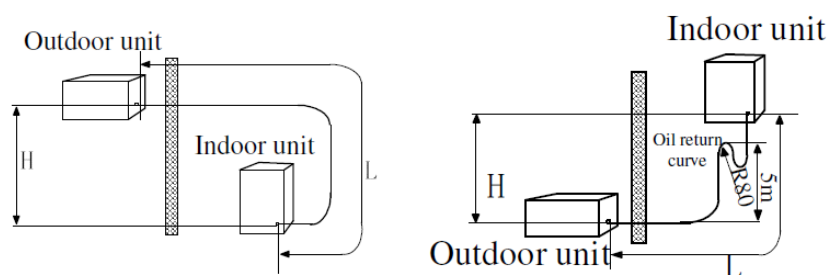 Outdoor unit
H
Indoor unit
L
Indoor unit
Oil return
curve
H
R80
5m
Outdoor unit
L